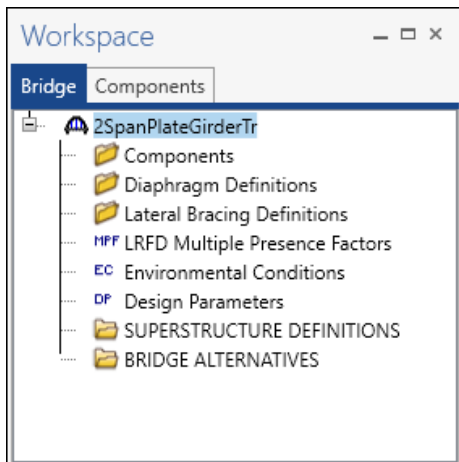 Workspace
Bridge Components
2SpanPlateGirderTr
Components
Diaphragm Definitions
Lateral Bracing Definitions
MPF LRFD Multiple Presence Factors
EC Environmental Conditions
DP Design Parameters
SUPERSTRUCTURE DEFINITIONS
BRIDGE ALTERNATIVES